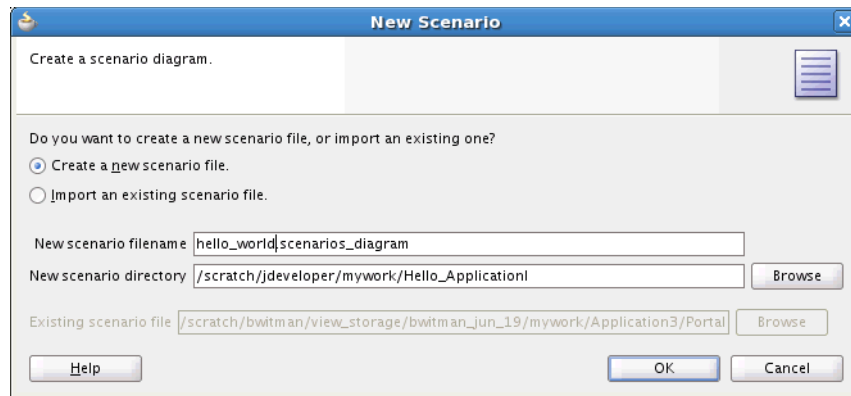 New Scenario
Create a scenario diagram.
Do you want to create a new scenario file, or import an existing one?
Create a new scenario file.
Import an existing scenario file.
New scenario filename hello_world.scenarios_diagram
New scenario directory /scratch/jdeveloper/mywork/Hello_Applicationl Browse
Existing scenario file /scratch/bwitman/view_storage/bwitman_jun_19/mywork/Application3/Portal Browse
Help OK Cancel